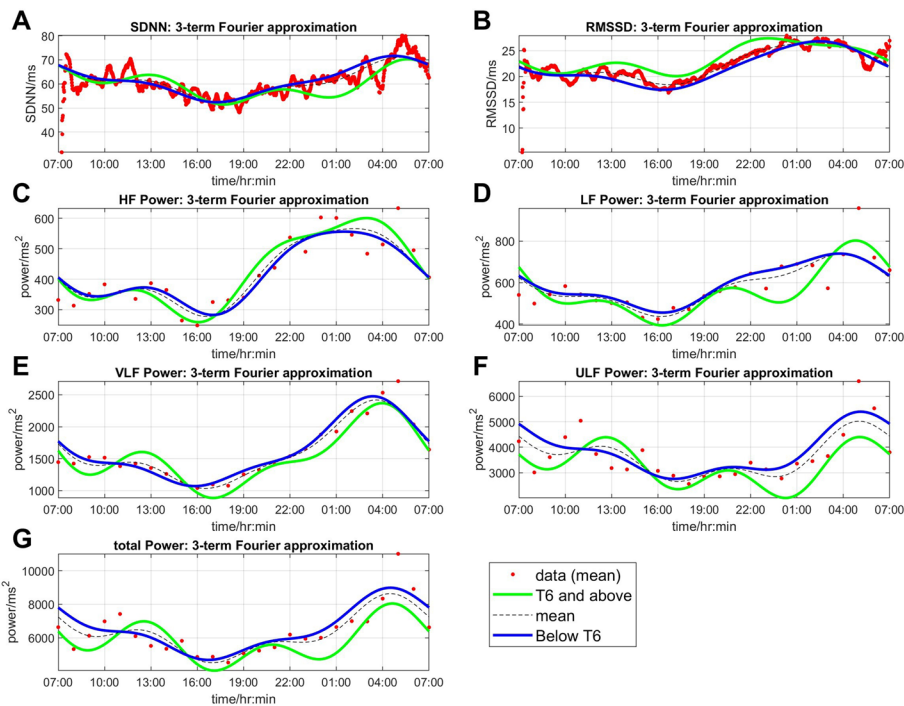 A
SDNN: 3-term Fourier approximation
SDNN/ms
80
70
60
50
40
07:00 10:00 13:00 16:00 19:00 22:00 01:00 04:00 07:00
time/hr:min
B
RMSSD: 3-term Fourier approximation
RMSSD/ms
25
20
15
10
07:00 10:00 13:00 16:00 19:00 22:00 01:00 04:00 07:00
time/hr:min
C
HF Power: 3-term Fourier approximation
power/ms²
600
500
400
300
07:00 10:00 13:00 16:00 19:00 22:00 01:00 04:00 07:00
time/hr:min
D
LF Power: 3-term Fourier approximation
power/ms²
800
600
400
07:00 10:00 13:00 16:00 19:00 22:00 01:00 04:00 07:00
time/hr:min
E
VLF Power: 3-term Fourier approximation
power/ms²
2500
2000
1500
1000
07:00 10:00 13:00 16:00 19:00 22:00 01:00 04:00 07:00
time/hr:min
F
ULF Power: 3-term Fourier approximation
power/ms²
6000
5000
4000
3000
07:00 10:00 13:00 16:00 19:00 22:00 01:00 04:00 07:00
time/hr:min
G
total Power: 3-term Fourier approximation
power/ms²
10000
8000
6000
07:00 10:00 13:00 16:00 19:00 22:00 01:00 04:00 07:00
time/hr:min
data (mean)
T6 and above
mean
Below T6